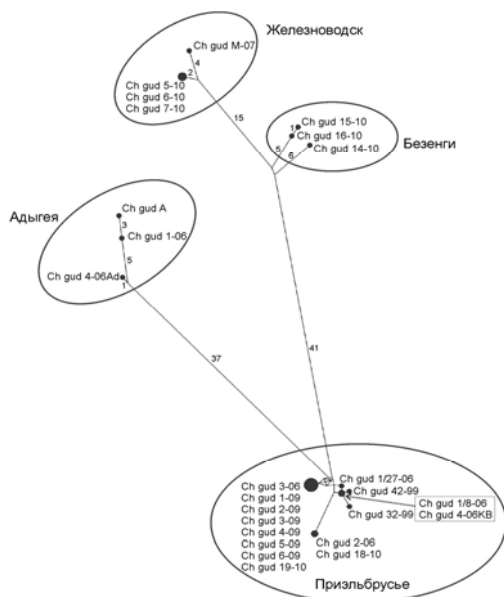 Железноводск
Ch gud M-07
4
2
Ch gud 5-10
Ch gud 6-10
Ch gud 7-10
15
Ch gud 15-10
1
Ch gud 16-10
5
Ch gud 14-10
6
Безенги
Адыгея
Ch gud A
3
Ch gud 1-06
5
Ch gud 4-06Ad
1
37
41
Ch gud 3-06
Ch gud 1-09
Ch gud 2-09
Ch gud 3-09
Ch gud 4-09
Ch gud 5-09
Ch gud 6-09
Ch gud 19-10
Ch gud 1/27-06
Ch gud 42-99
Ch gud 1/8-06
Ch gud 4-06KB
Ch gud 32-99
Ch gud 2-06
Ch gud 18-10
Приэльбрусье